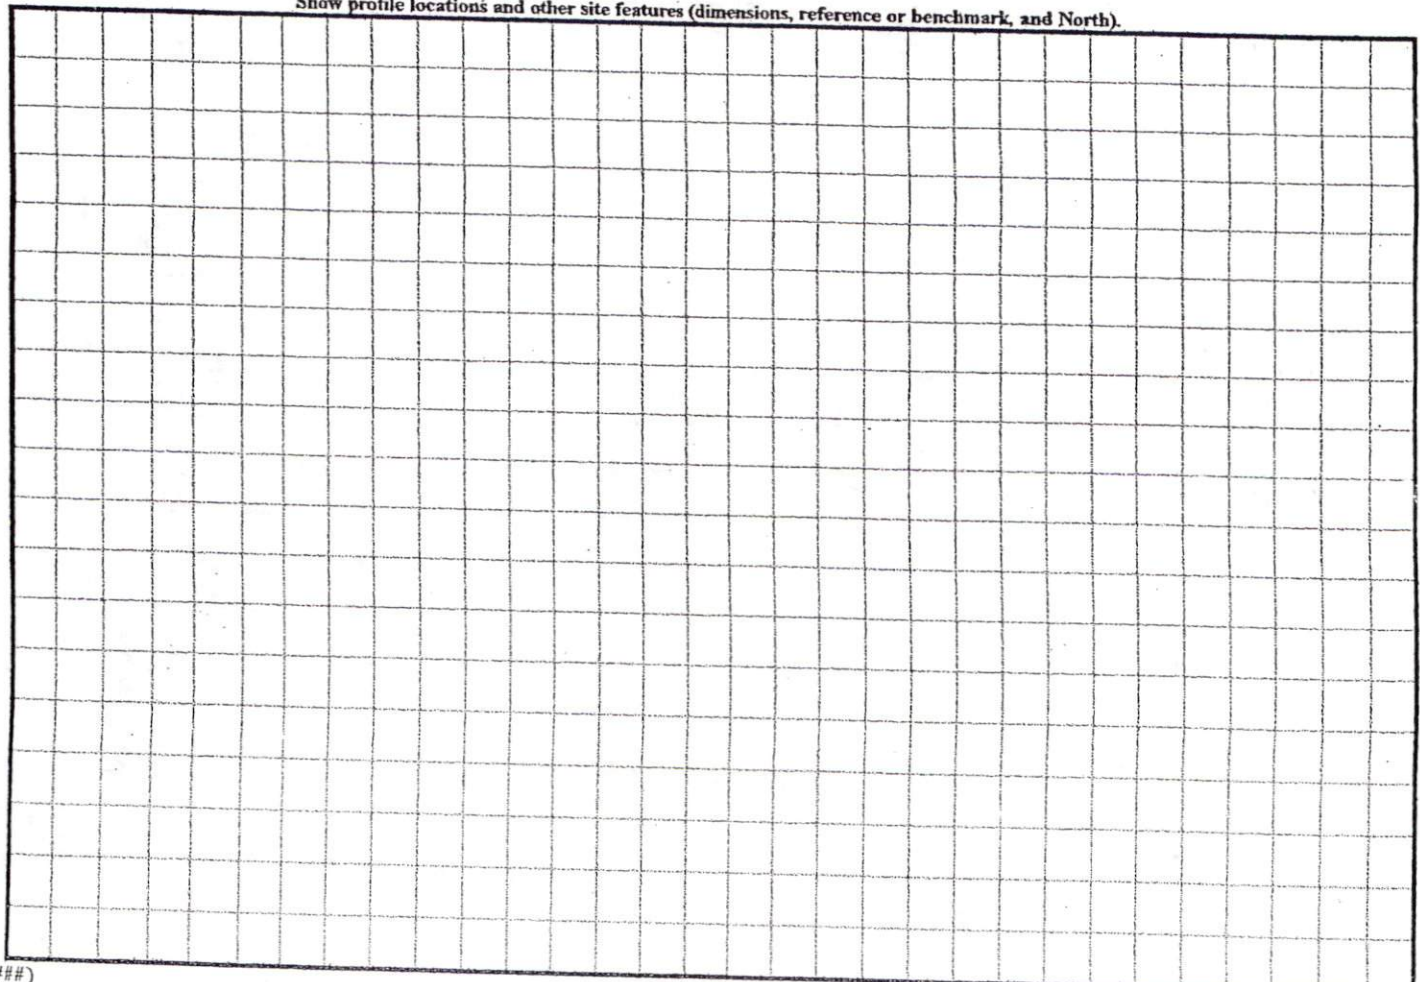 Show profile locations and other site features (dimensions, reference or benchmark, and North).
##)